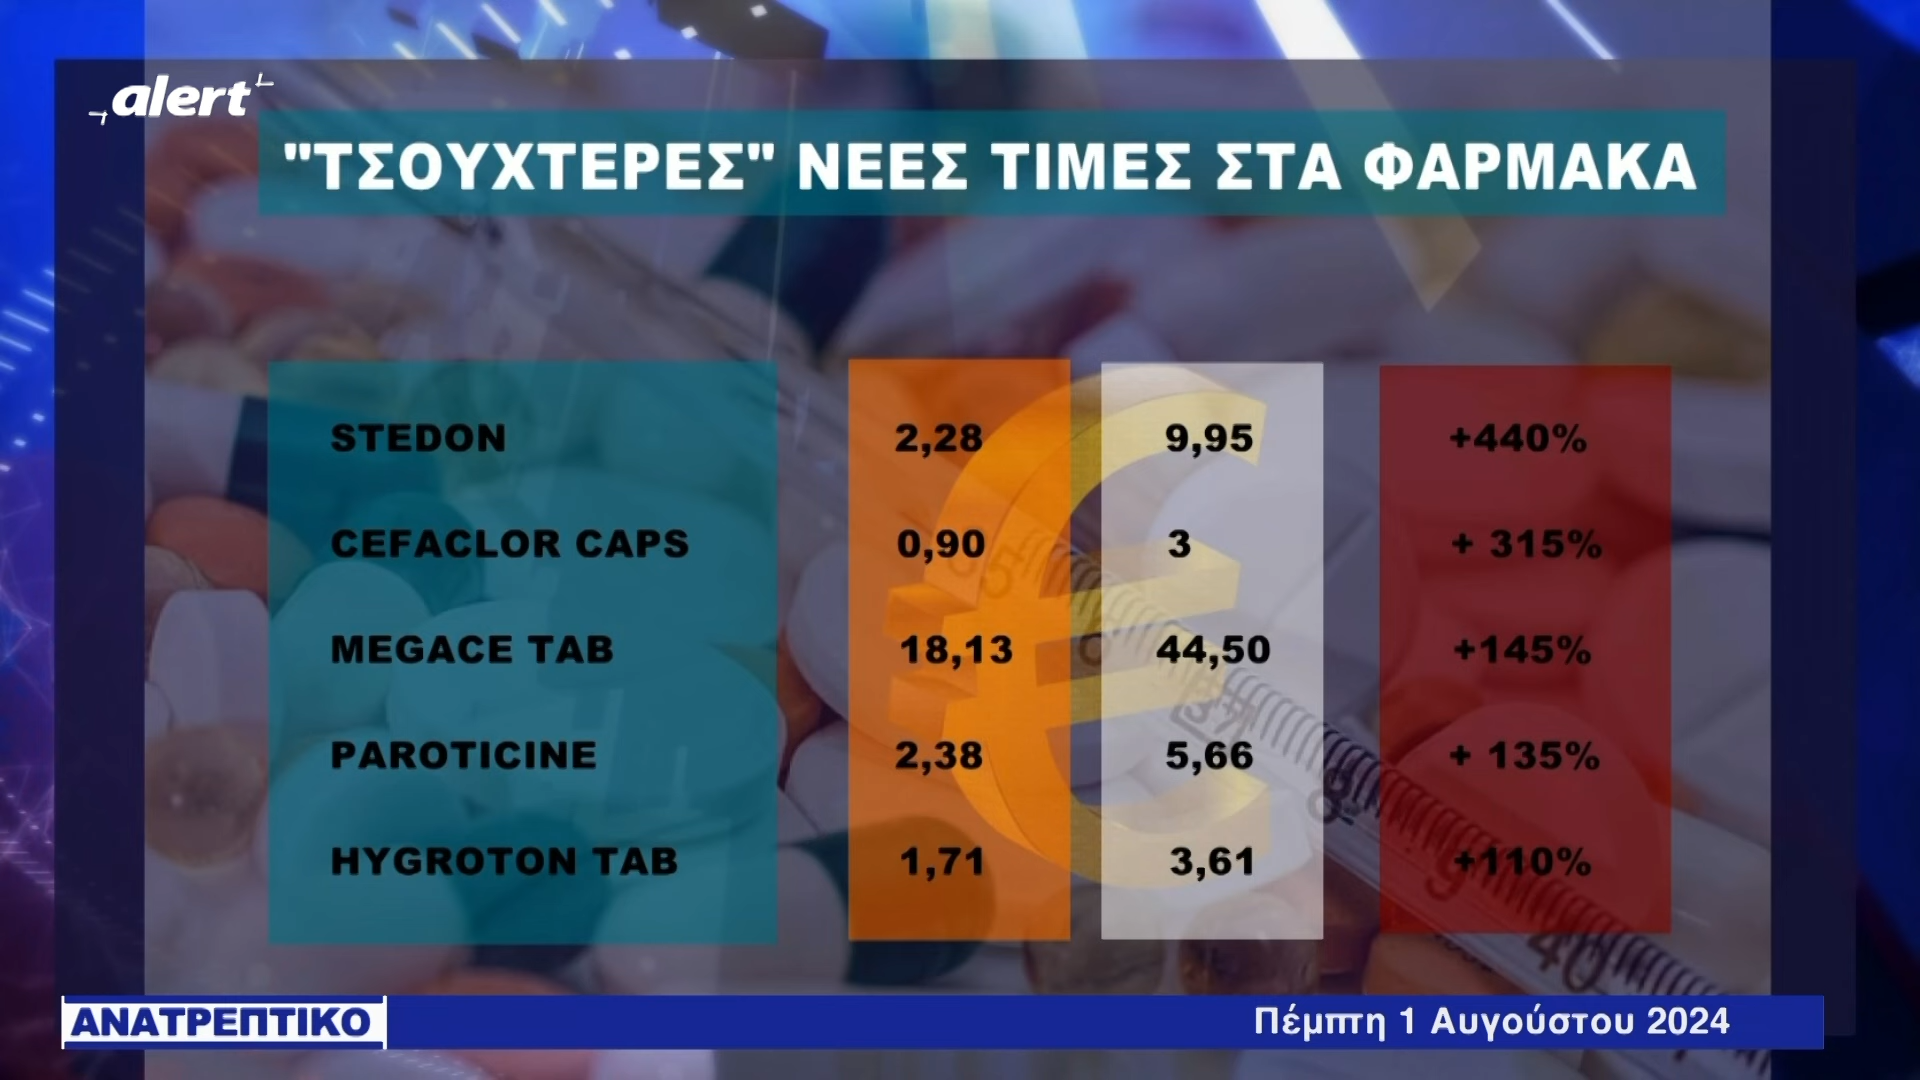 alert
"ΤΣΟΥΧΤΕΡΕΣ" ΝΕΕΣ ΤΙΜΕΣ ΣΤΑ ΦΑΡΜΑΚΑ
STEDON 2,28 9,95 +440%
CEFACLOR CAPS 0,90 3 + 315%
MEGACE TAB 18,13 44,50 +145%
PAROTICINE 2,38 5,66 + 135%
HYGROTON TAB 1,71 3,61 +110%
ΑΝΑΤΡΕΠΤΙΚΟ
Πέμπτη 1 Αυγούστου 2024